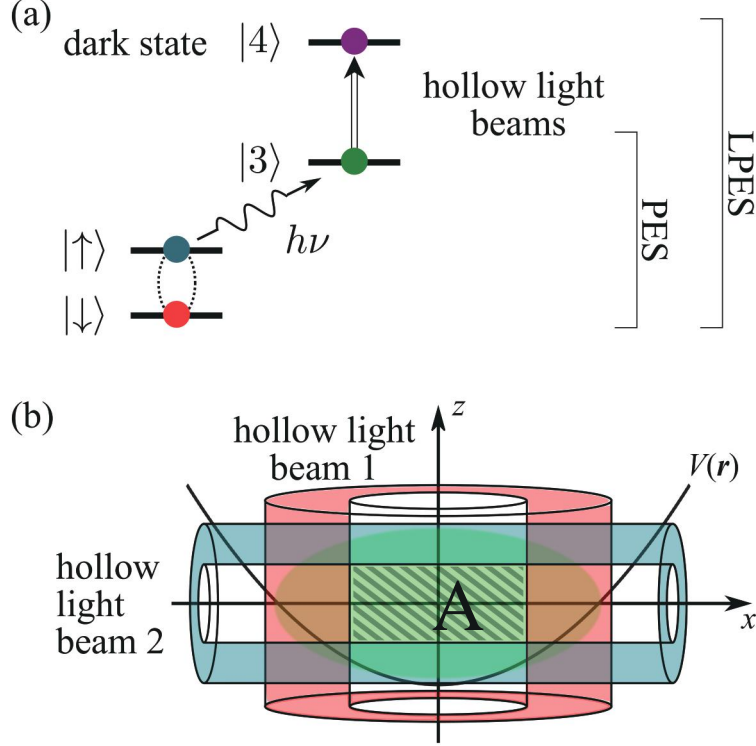 (a)
dark state
|4⟩
hollow light
beams
|3⟩
hν
|↑⟩
|↓⟩
PES
LPES
(b)
z
hollow light
beam 1
V(r)
hollow
light
beam 2
A
x